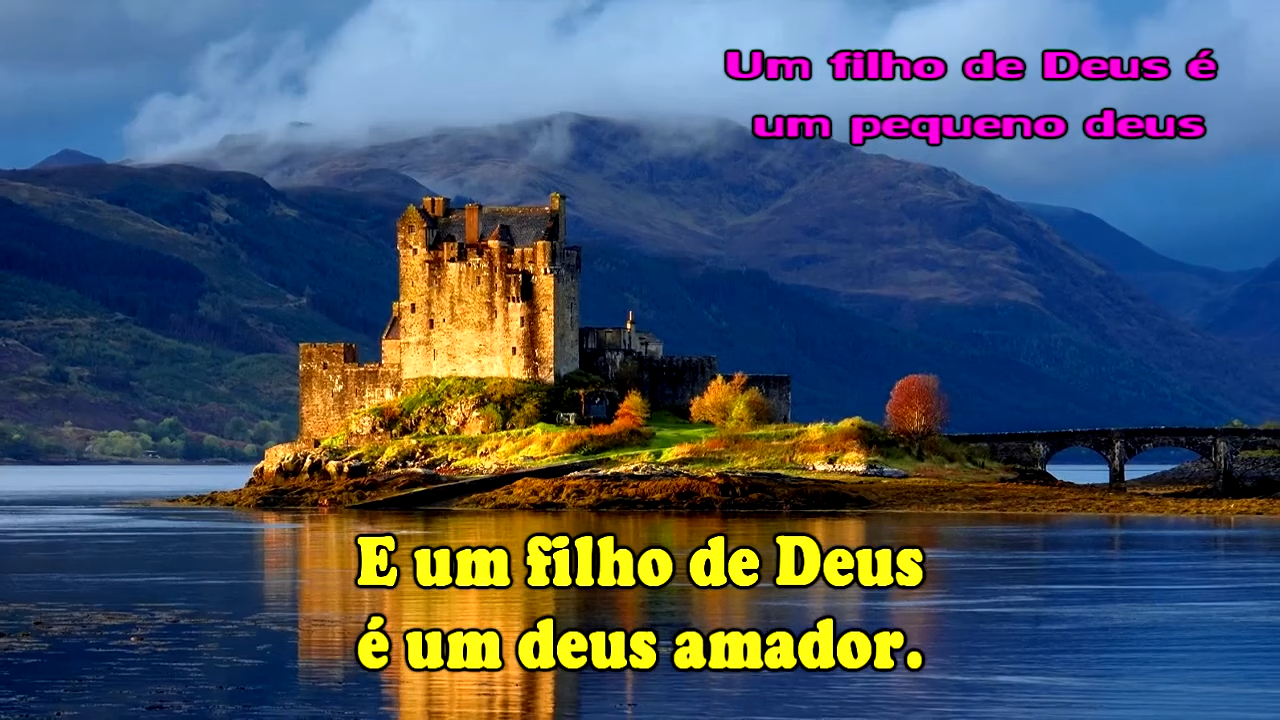 Um filho de Deus é
um pequeno deus
E um filho de Deus
é um deus amador.